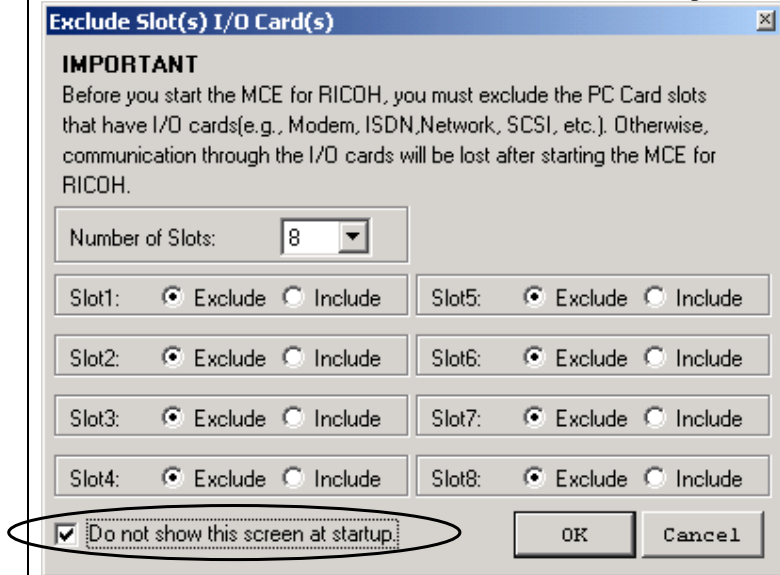 Exclude Slot(s) I/O Card(s)
IMPORTANT
Before you start the MCE for RICOH, you must exclude the PC Card slots
that have I/O cards(e.g., Modem, ISDN,Network, SCSI, etc.). Otherwise,
communication through the I/O cards will be lost after starting the MCE for
RICOH.
Number of Slots: 8
Slot1: Exclude Include Slot5: Exclude Include
Slot2: Exclude Include Slot6: Exclude Include
Slot3: Exclude Include Slot7: Exclude Include
Slot4: Exclude Include Slot8: Exclude Include
Do not show this screen at startup. OK Cancel